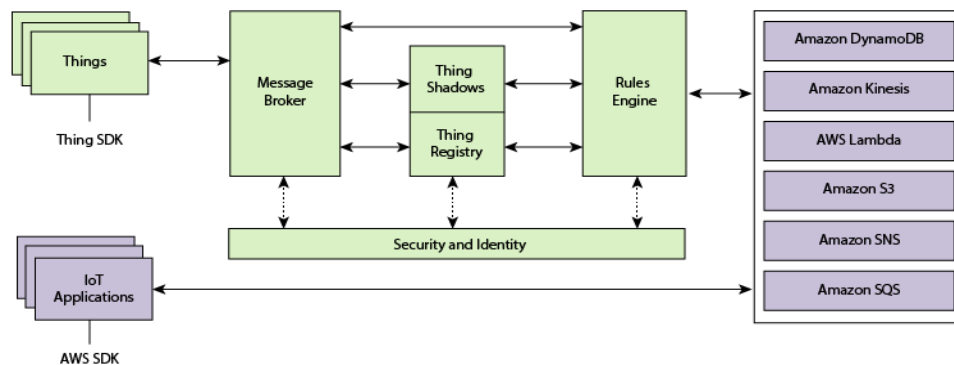 Things
Thing SDK
Message
Broker
Thing
Shadows
Thing
Registry
Rules
Engine
Security and Identity
IoT
Applications
AWS SDK
Amazon DynamoDB
Amazon Kinesis
AWS Lambda
Amazon S3
Amazon SNS
Amazon SQS